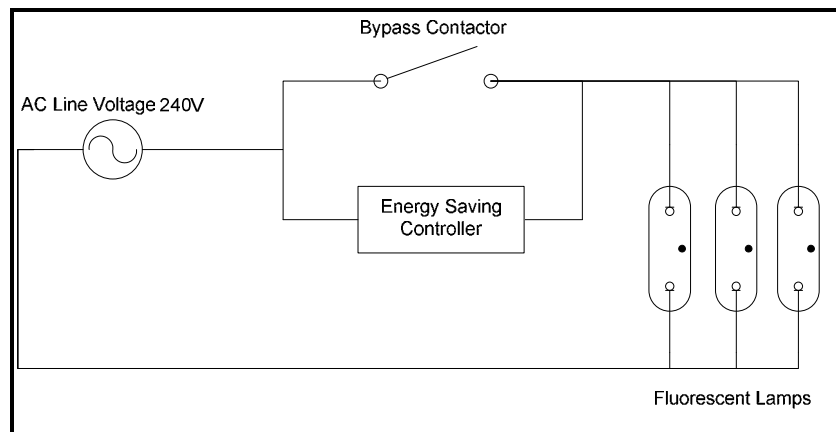 Bypass Contactor
AC Line Voltage 240V
Energy Saving
Controller
Fluorescent Lamps